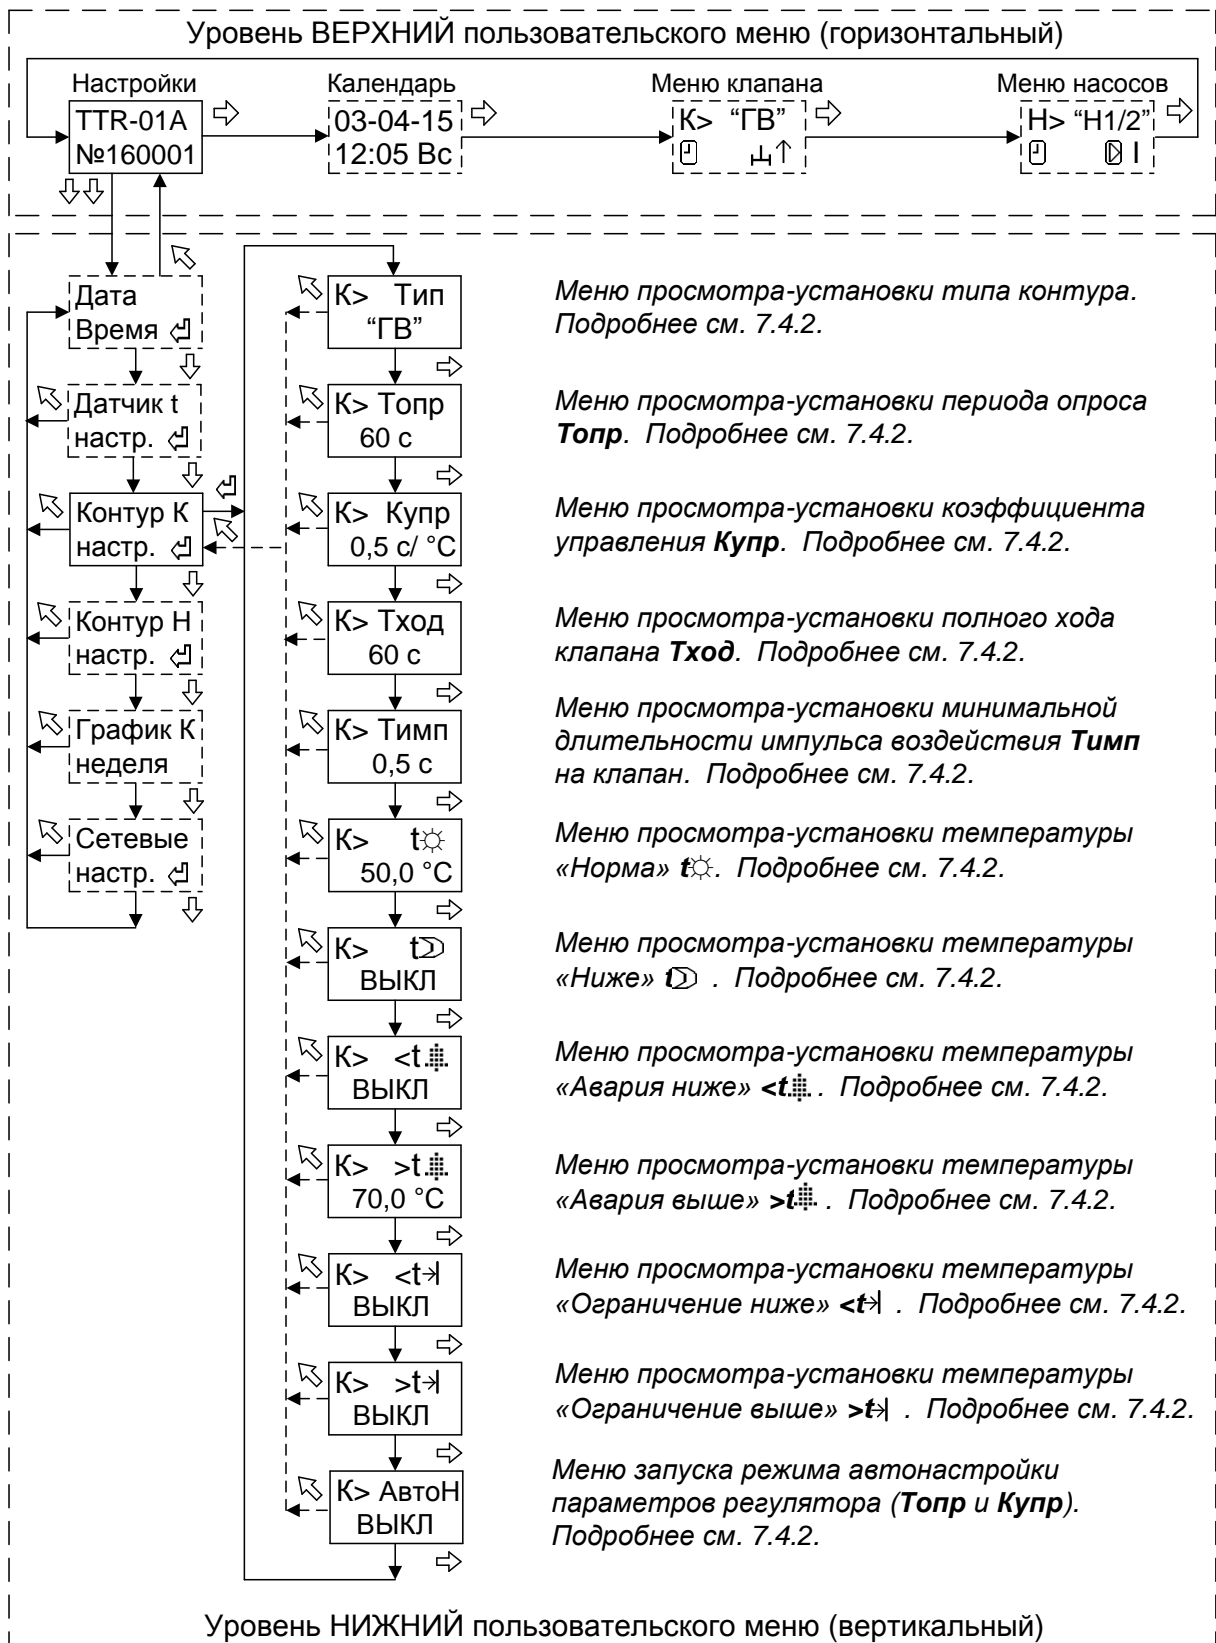 Уровень ВЕРХНИЙ пользовательского меню (горизонтальный)
Настройки
Календарь
Меню клапана
Меню насосов
TTR-01A
№160001
03-04-15
12:05 Вс
К> “ГВ”
Н> “Н1/2”
I
Дата
Время
Датчик t
настр.
Контур К
настр.
Контур Н
настр.
График К
неделя
Сетевые
настр.
К> Тип
“ГВ”
Меню просмотра-установки типа контура.
Подробнее см. 7.4.2.
К> Топр
60 с
Меню просмотра-установки периода опроса
Топр. Подробнее см. 7.4.2.
К> Купр
0,5 с/ °С
Меню просмотра-установки коэффициента
управления Купр. Подробнее см. 7.4.2.
К> Тход
60 с
Меню просмотра-установки полного хода
клапана Тход. Подробнее см. 7.4.2.
К> Тимп
0,5 с
Меню просмотра-установки минимальной
длительности импульса воздействия Тимп
на клапан. Подробнее см. 7.4.2.
К> t☼
50,0 °С
Меню просмотра-установки температуры
«Норма» t☼. Подробнее см. 7.4.2.
К> t
ВЫКЛ
Меню просмотра-установки температуры
«Ниже» t . Подробнее см. 7.4.2.
К> <t
ВЫКЛ
Меню просмотра-установки температуры
«Авария ниже» <t . Подробнее см. 7.4.2.
К> >t
70,0 °С
Меню просмотра-установки температуры
«Авария выше» >t . Подробнее см. 7.4.2.
К> <t
ВЫКЛ
Меню просмотра-установки температуры
«Ограничение ниже» <t . Подробнее см. 7.4.2.
К> >t
ВЫКЛ
Меню просмотра-установки температуры
«Ограничение выше» >t . Подробнее см. 7.4.2.
К> АвтоН
ВЫКЛ
Меню запуска режима автонастройки
параметров регулятора (Топр и Купр).
Подробнее см. 7.4.2.
Уровень НИЖНИЙ пользовательского меню (вертикальный)